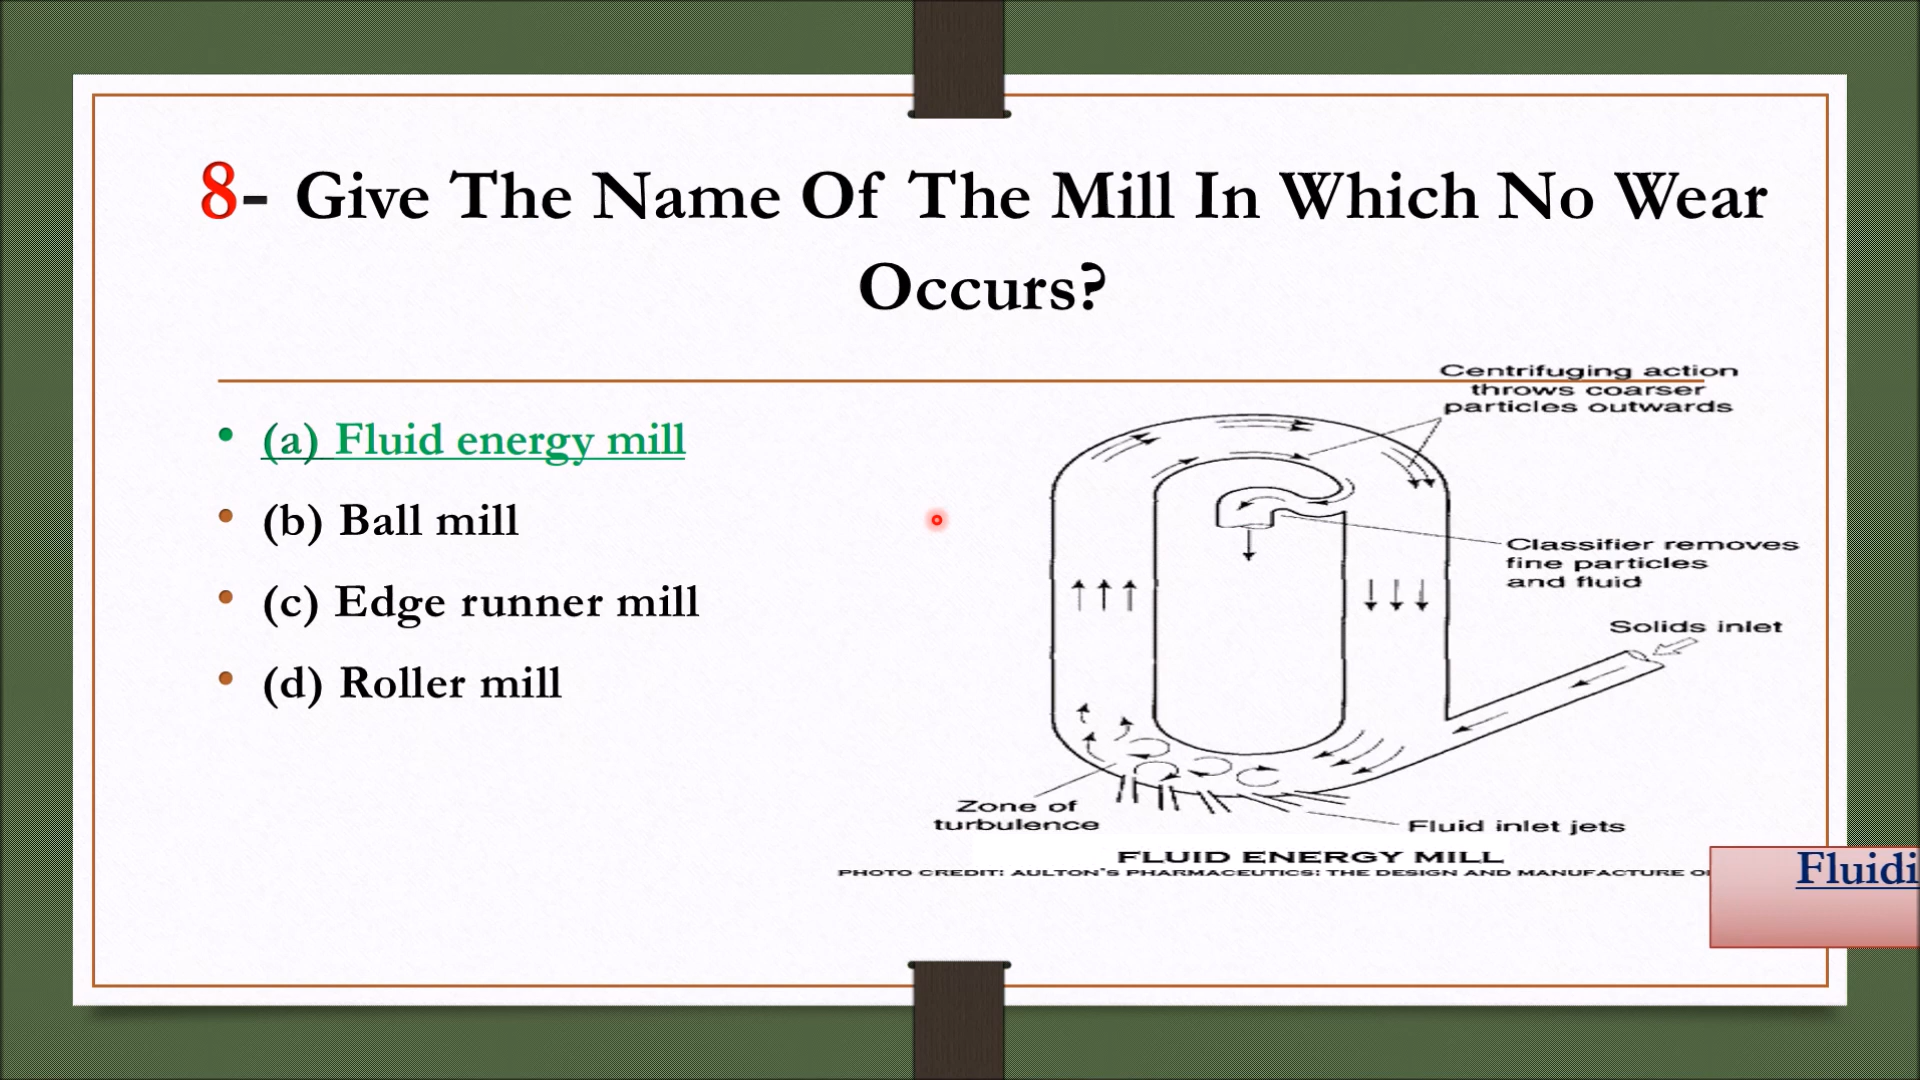 8- Give The Name Of The Mill In Which No Wear
Occurs?
(a) Fluid energy mill
(b) Ball mill
(c) Edge runner mill
(d) Roller mill
Centrifuging action
throws coarser
particles outwards
Classifier removes
fine particles
and fluid
Solids inlet
Zone of
turbulence
Fluid inlet jets
FLUID ENERGY MILL
PHOTO CREDIT: AULTON'S PHARMACEUTICS: THE DESIGN AND MANUFACTURE